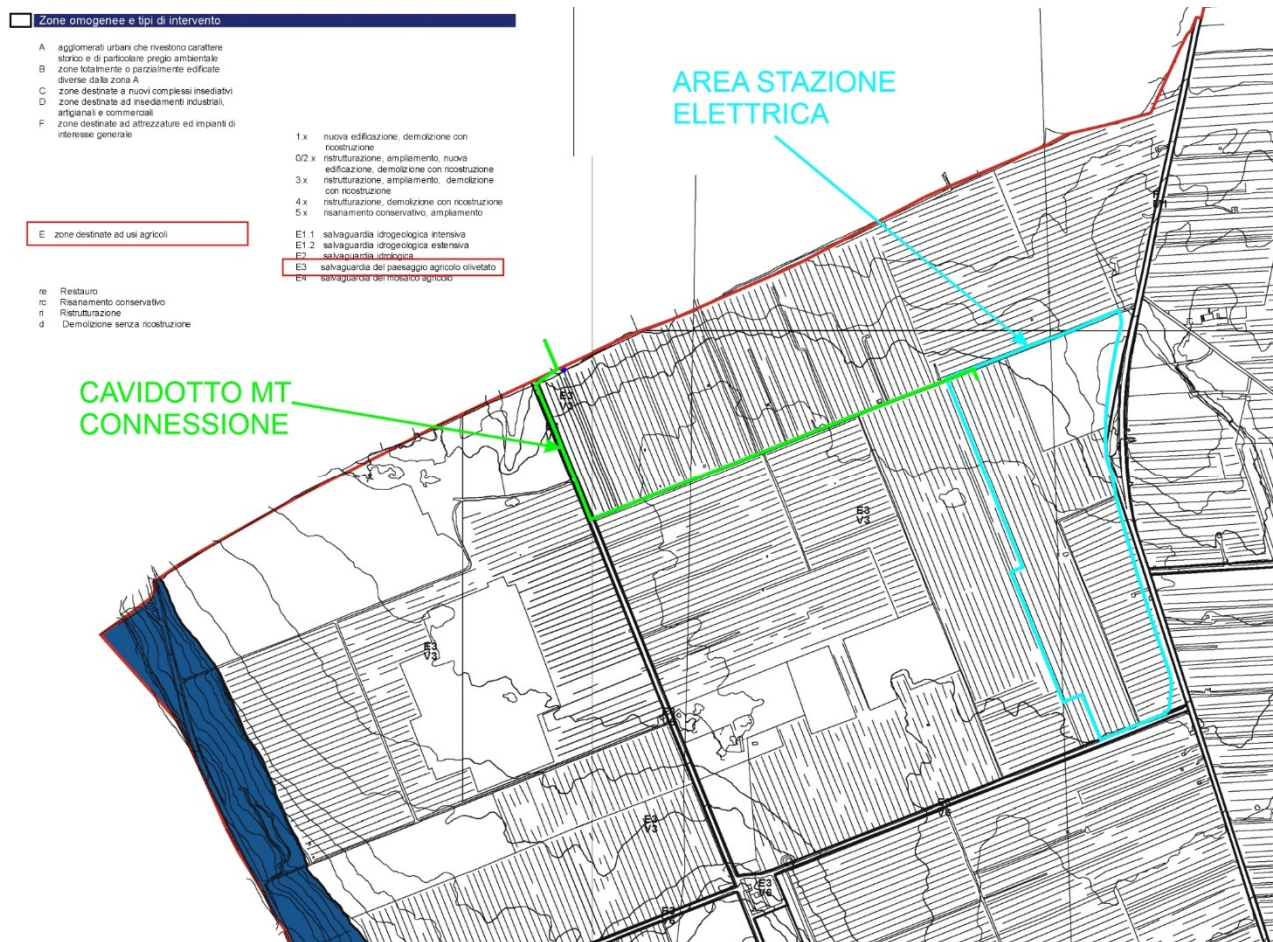 Zone omogenee e tipi di intervento
A agglomerati urbani che rivestono carattere
storico e di particolare pregio ambientale
B zone totalmente o parzialmente edificate
diverse dalla zona A
C zone destinate a nuovi complessi insediativi
D zone destinate ad insediamenti industriali,
artigianali e commerciali
F zone destinate ad attrezzature ed impianti di
interesse generale
1.x nuova edificazione, demolizione con
ricostruzione
0/2.x ristrutturazione, ampliamento, nuova
edificazione, demolizione con ricostruzione
3.x ristrutturazione, ampliamento, demolizione
con ricostruzione
4.x ristrutturazione, demolizione con ricostruzione
5.x risanamento conservativo, ampliamento
E zone destinate ad usi agricoli
E1.1 salvaguardia idrogeologica intensiva
E1.2 salvaguardia idrogeologica estensiva
E2 salvaguardia idrologica
E3 salvaguardia del paesaggio agricolo olivetato
E4 salvaguardia del mosaico agricolo
re Restauro
rc Risanamento conservativo
ri Ristrutturazione
d Demolizione senza ricostruzione
AREA STAZIONE
ELETTRICA
CAVIDOTTO MT
CONNESSIONE
E3
V3
E3
V3
E3
V3
E3
V3
E3
V6